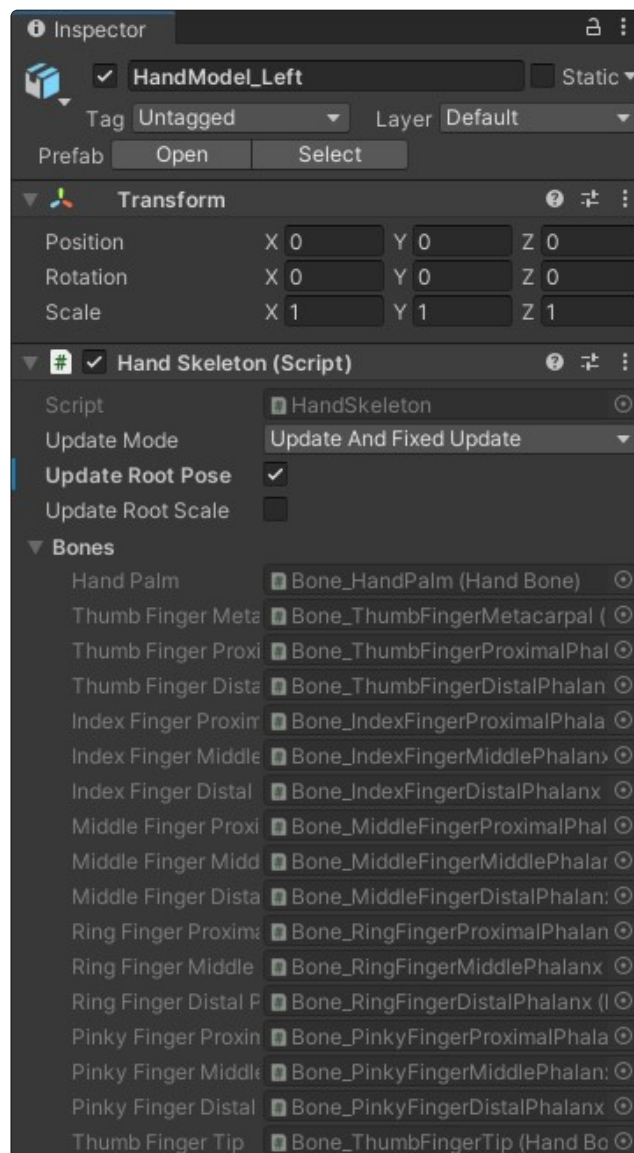 Inspector
HandModel_Left Static
Tag Untagged Layer Default
Prefab Open Select
Transform
Position X 0 Y 0 Z 0
Rotation X 0 Y 0 Z 0
Scale X 1 Y 1 Z 1
# Hand Skeleton (Script)
Script # HandSkeleton
Update Mode Update And Fixed Update
Update Root Pose
Update Root Scale
Bones
Hand Palm Bone_HandPalm (Hand Bone)
Thumb Finger Meta Bone_ThumbFingerMetacarpal (
Thumb Finger Proxi Bone_ThumbFingerProximalPhal
Thumb Finger Dista Bone_ThumbFingerDistalPhalan
Index Finger Proxim Bone_IndexFingerProximalPhala
Index Finger Middle Bone_IndexFingerMiddlePhalanx
Index Finger Distal Bone_IndexFingerDistalPhalanx
Middle Finger Proxi Bone_MiddleFingerProximalPhal
Middle Finger Midd Bone_MiddleFingerMiddlePhalan
Middle Finger Dista Bone_MiddleFingerDistalPhalanx
Ring Finger Proxima Bone_RingFingerProximalPhalan
Ring Finger Middle Bone_RingFingerMiddlePhalanx
Ring Finger Distal P Bone_RingFingerDistalPhalanx (
Pinky Finger Proxin Bone_PinkyFingerProximalPhala
Pinky Finger Middle Bone_PinkyFingerMiddlePhalan
Pinky Finger Distal Bone_PinkyFingerDistalPhalanx
Thumb Finger Tip Bone_ThumbFingerTip (Hand Bo